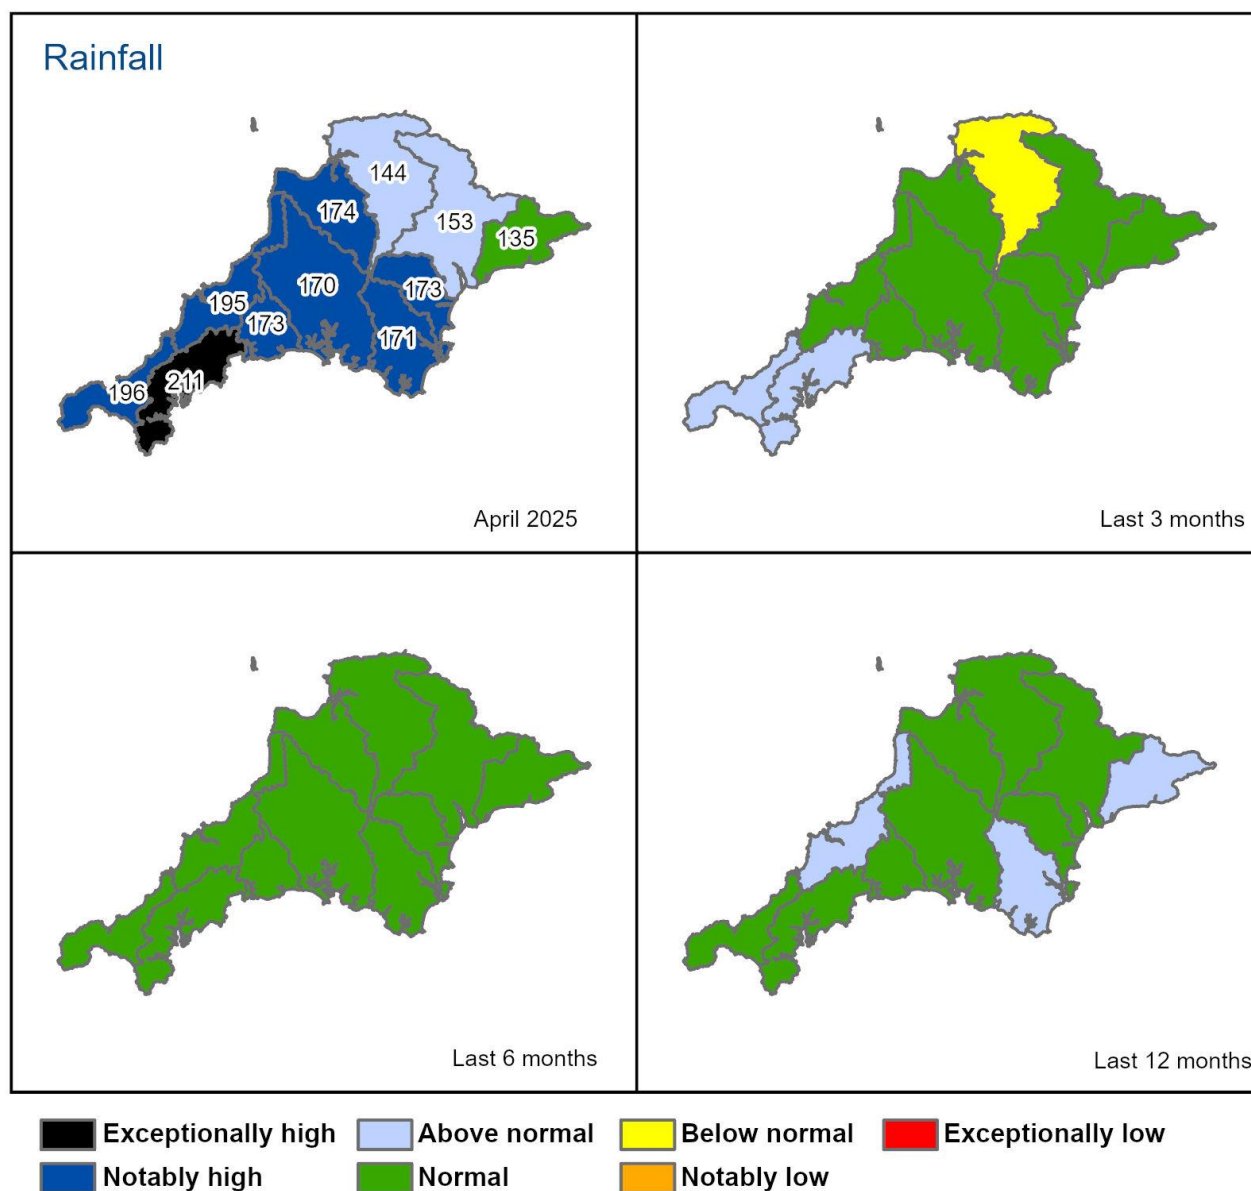 Rainfall
144
174
153
135
170
173
195
173
171
196
211
April 2025
Last 3 months
Last 6 months
Last 12 months
Exceptionally high
Above normal
Below normal
Exceptionally low
Notably high
Normal
Notably low